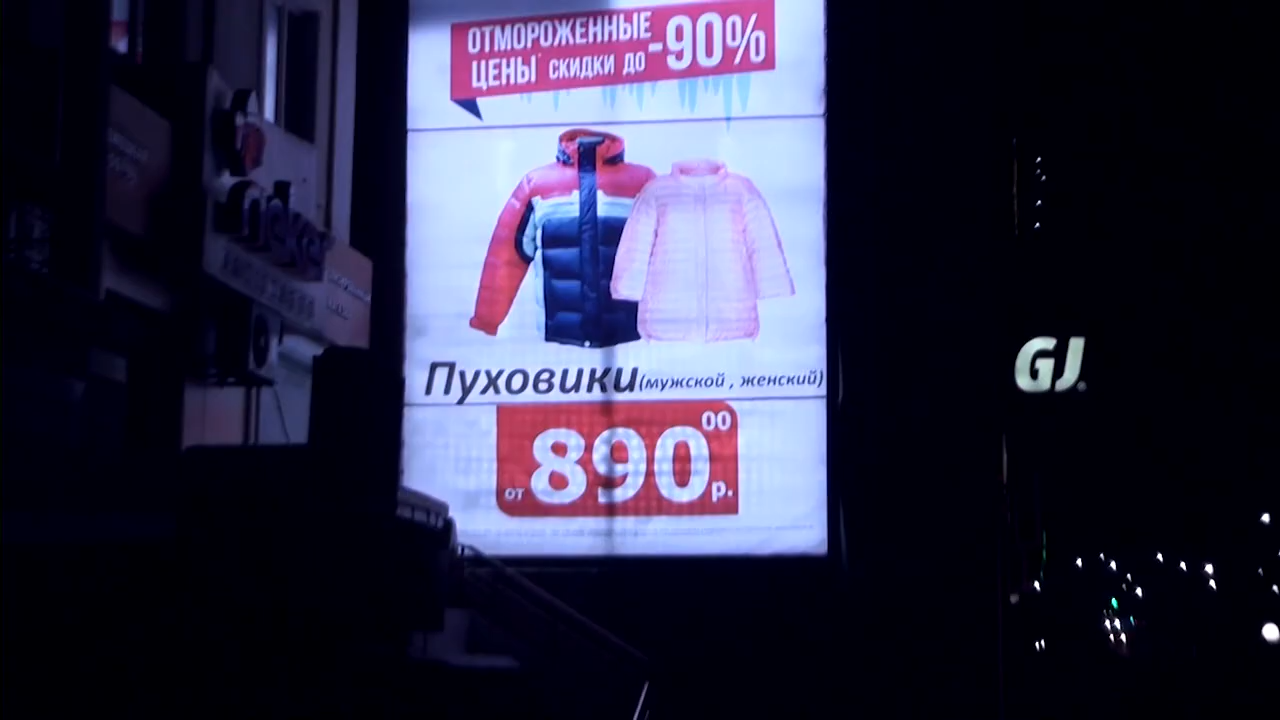 ОТМОРОЖЕННЫЕ
ЦЕНЫ* СКИДКИ ДО -90%
Пуховики (мужской , женский)
от 890 00 р.
GJ